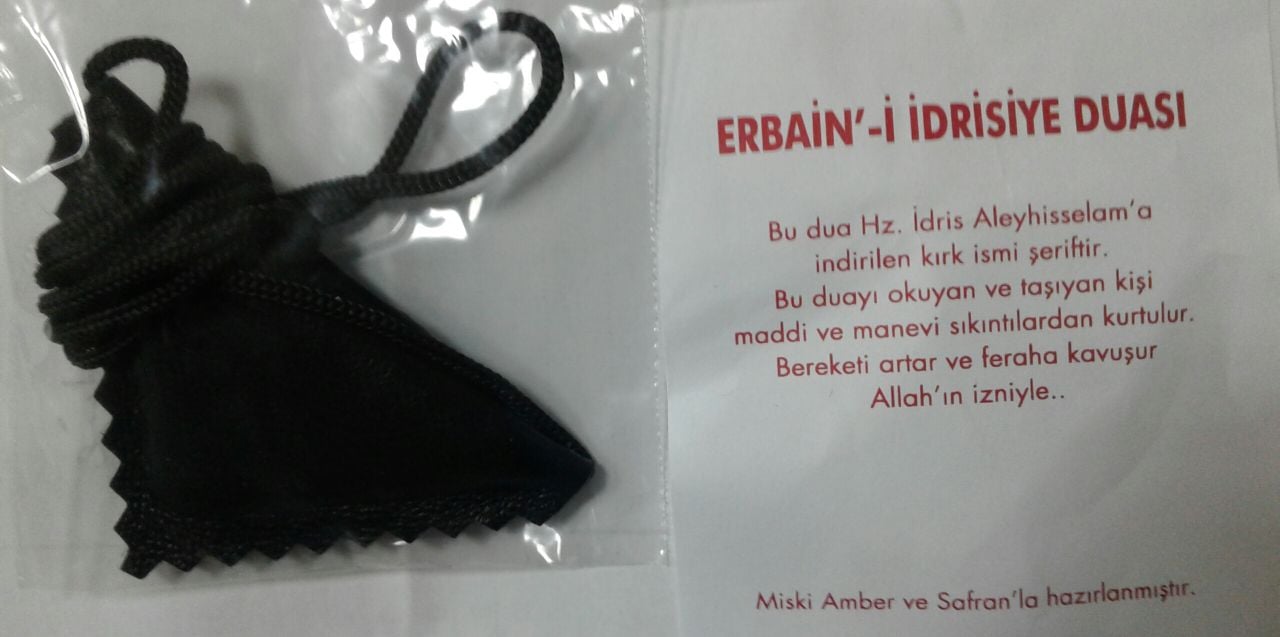 ERBAİN'-İ İDRİSİYE DUASI
Bu dua Hz. İdris Aleyhisselam'a
indirilen kırk ismi şeriftir.
Bu duayı okuyan ve taşıyan kişi
maddi ve manevi sıkıntılardan kurtulur.
Bereketi artar ve feraha kavuşur
Allah'ın izniyle..
Miski Amber ve Safran'la hazırlanmıştır.